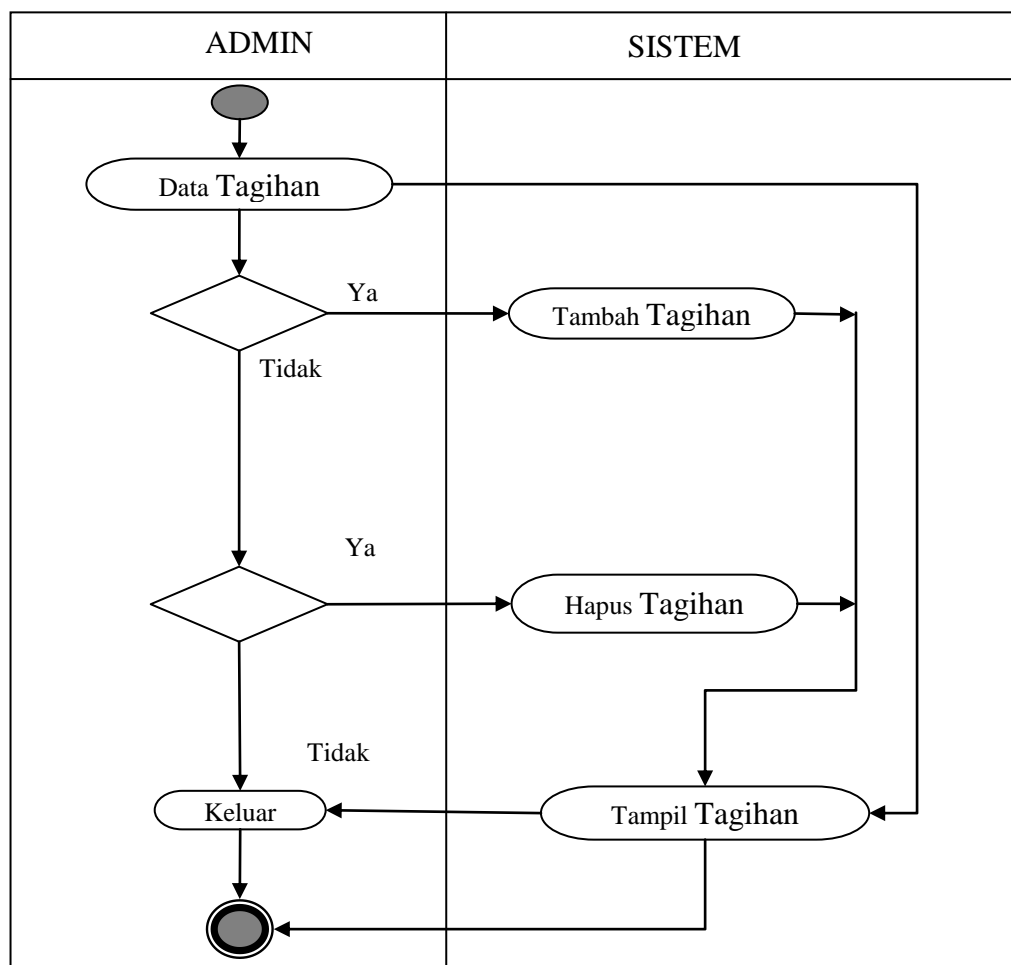 ADMIN
SISTEM
Data Tagihan
Ya
Tambah Tagihan
Tidak
Ya
Hapus Tagihan
Tidak
Keluar
Tampil Tagihan